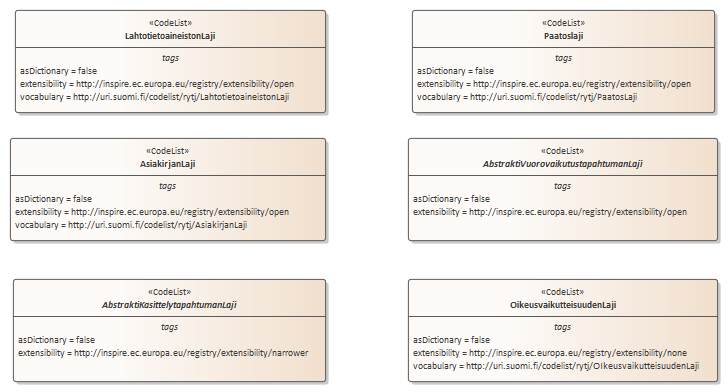 «CodeList»
LahtotietoaineistonLaji
tags
asDictionary = false
extensibility = http://inspire.ec.europa.eu/registry/extensibility/open
vocabulary = http://uri.suomi.fi/codelist/rytj/LahtotietoaineistonLaji
«CodeList»
Paatoslaji
tags
asDictionary = false
extensibility = http://inspire.ec.europa.eu/registry/extensibility/open
vocabulary = http://uri.suomi.fi/codelist/rytj/PaatosLaji
«CodeList»
AsiakirjanLaji
tags
asDictionary = false
extensibility = http://inspire.ec.europa.eu/registry/extensibility/open
vocabulary = http://uri.suomi.fi/codelist/rytj/AsiakirjanLaji
«CodeList»
AbstraktiVuorovaikutustapahtumanLaji
tags
asDictionary = false
extensibility = http://inspire.ec.europa.eu/registry/extensibility/open
«CodeList»
AbstraktiKasittelytapahtumanLaji
tags
asDictionary = false
extensibility = http://inspire.ec.europa.eu/registry/extensibility/narrower
«CodeList»
OikeusvaikutteisuudenLaji
tags
asDictionary = false
extensibility = http://inspire.ec.europa.eu/registry/extensibility/none
vocabulary = http://uri.suomi.fi/codelist/rytj/OIkeusvaikutteisuudenLaji